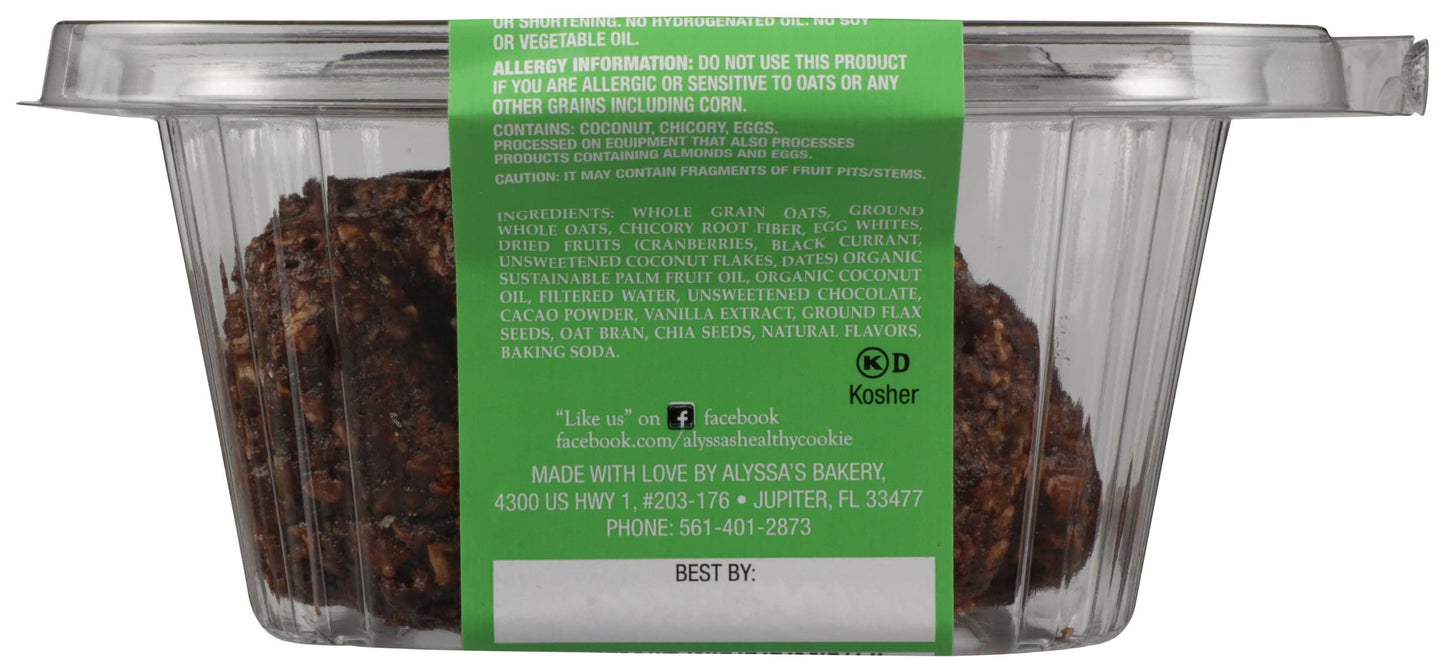 OR SHORTENING. NO HYDROGENATED OIL. NO SOY
OR VEGETABLE OIL.
ALLERGY INFORMATION: DO NOT USE THIS PRODUCT
IF YOU ARE ALLERGIC OR SENSITIVE TO OATS OR ANY
OTHER GRAINS INCLUDING CORN.
CONTAINS: COCONUT, CHICORY, EGGS.
PROCESSED ON EQUIPMENT THAT ALSO PROCESSES
PRODUCTS CONTAINING ALMONDS AND EGGS.
CAUTION: IT MAY CONTAIN FRAGMENTS OF FRUIT PITS/STEMS.
INGREDIENTS: WHOLE GRAIN OATS, GROUND
WHOLE OATS, CHICORY ROOT FIBER, EGG WHITES,
DRIED FRUITS (CRANBERRIES, BLACK CURRANT,
UNSWEETENED COCONUT FLAKES, DATES) ORGANIC
SUSTAINABLE PALM FRUIT OIL, ORGANIC COCONUT
OIL, FILTERED WATER, UNSWEETENED CHOCOLATE,
CACAO POWDER, VANILLA EXTRACT, GROUND FLAX
SEEDS, OAT BRAN, CHIA SEEDS, NATURAL FLAVORS,
BAKING SODA.
K D
Kosher
“Like us” on f facebook
facebook.com/alyssashealthycookie
MADE WITH LOVE BY ALYSSA'S BAKERY,
4300 US HWY 1, #203-176 • JUPITER, FL 33477
PHONE: 561-401-2873
BEST BY: